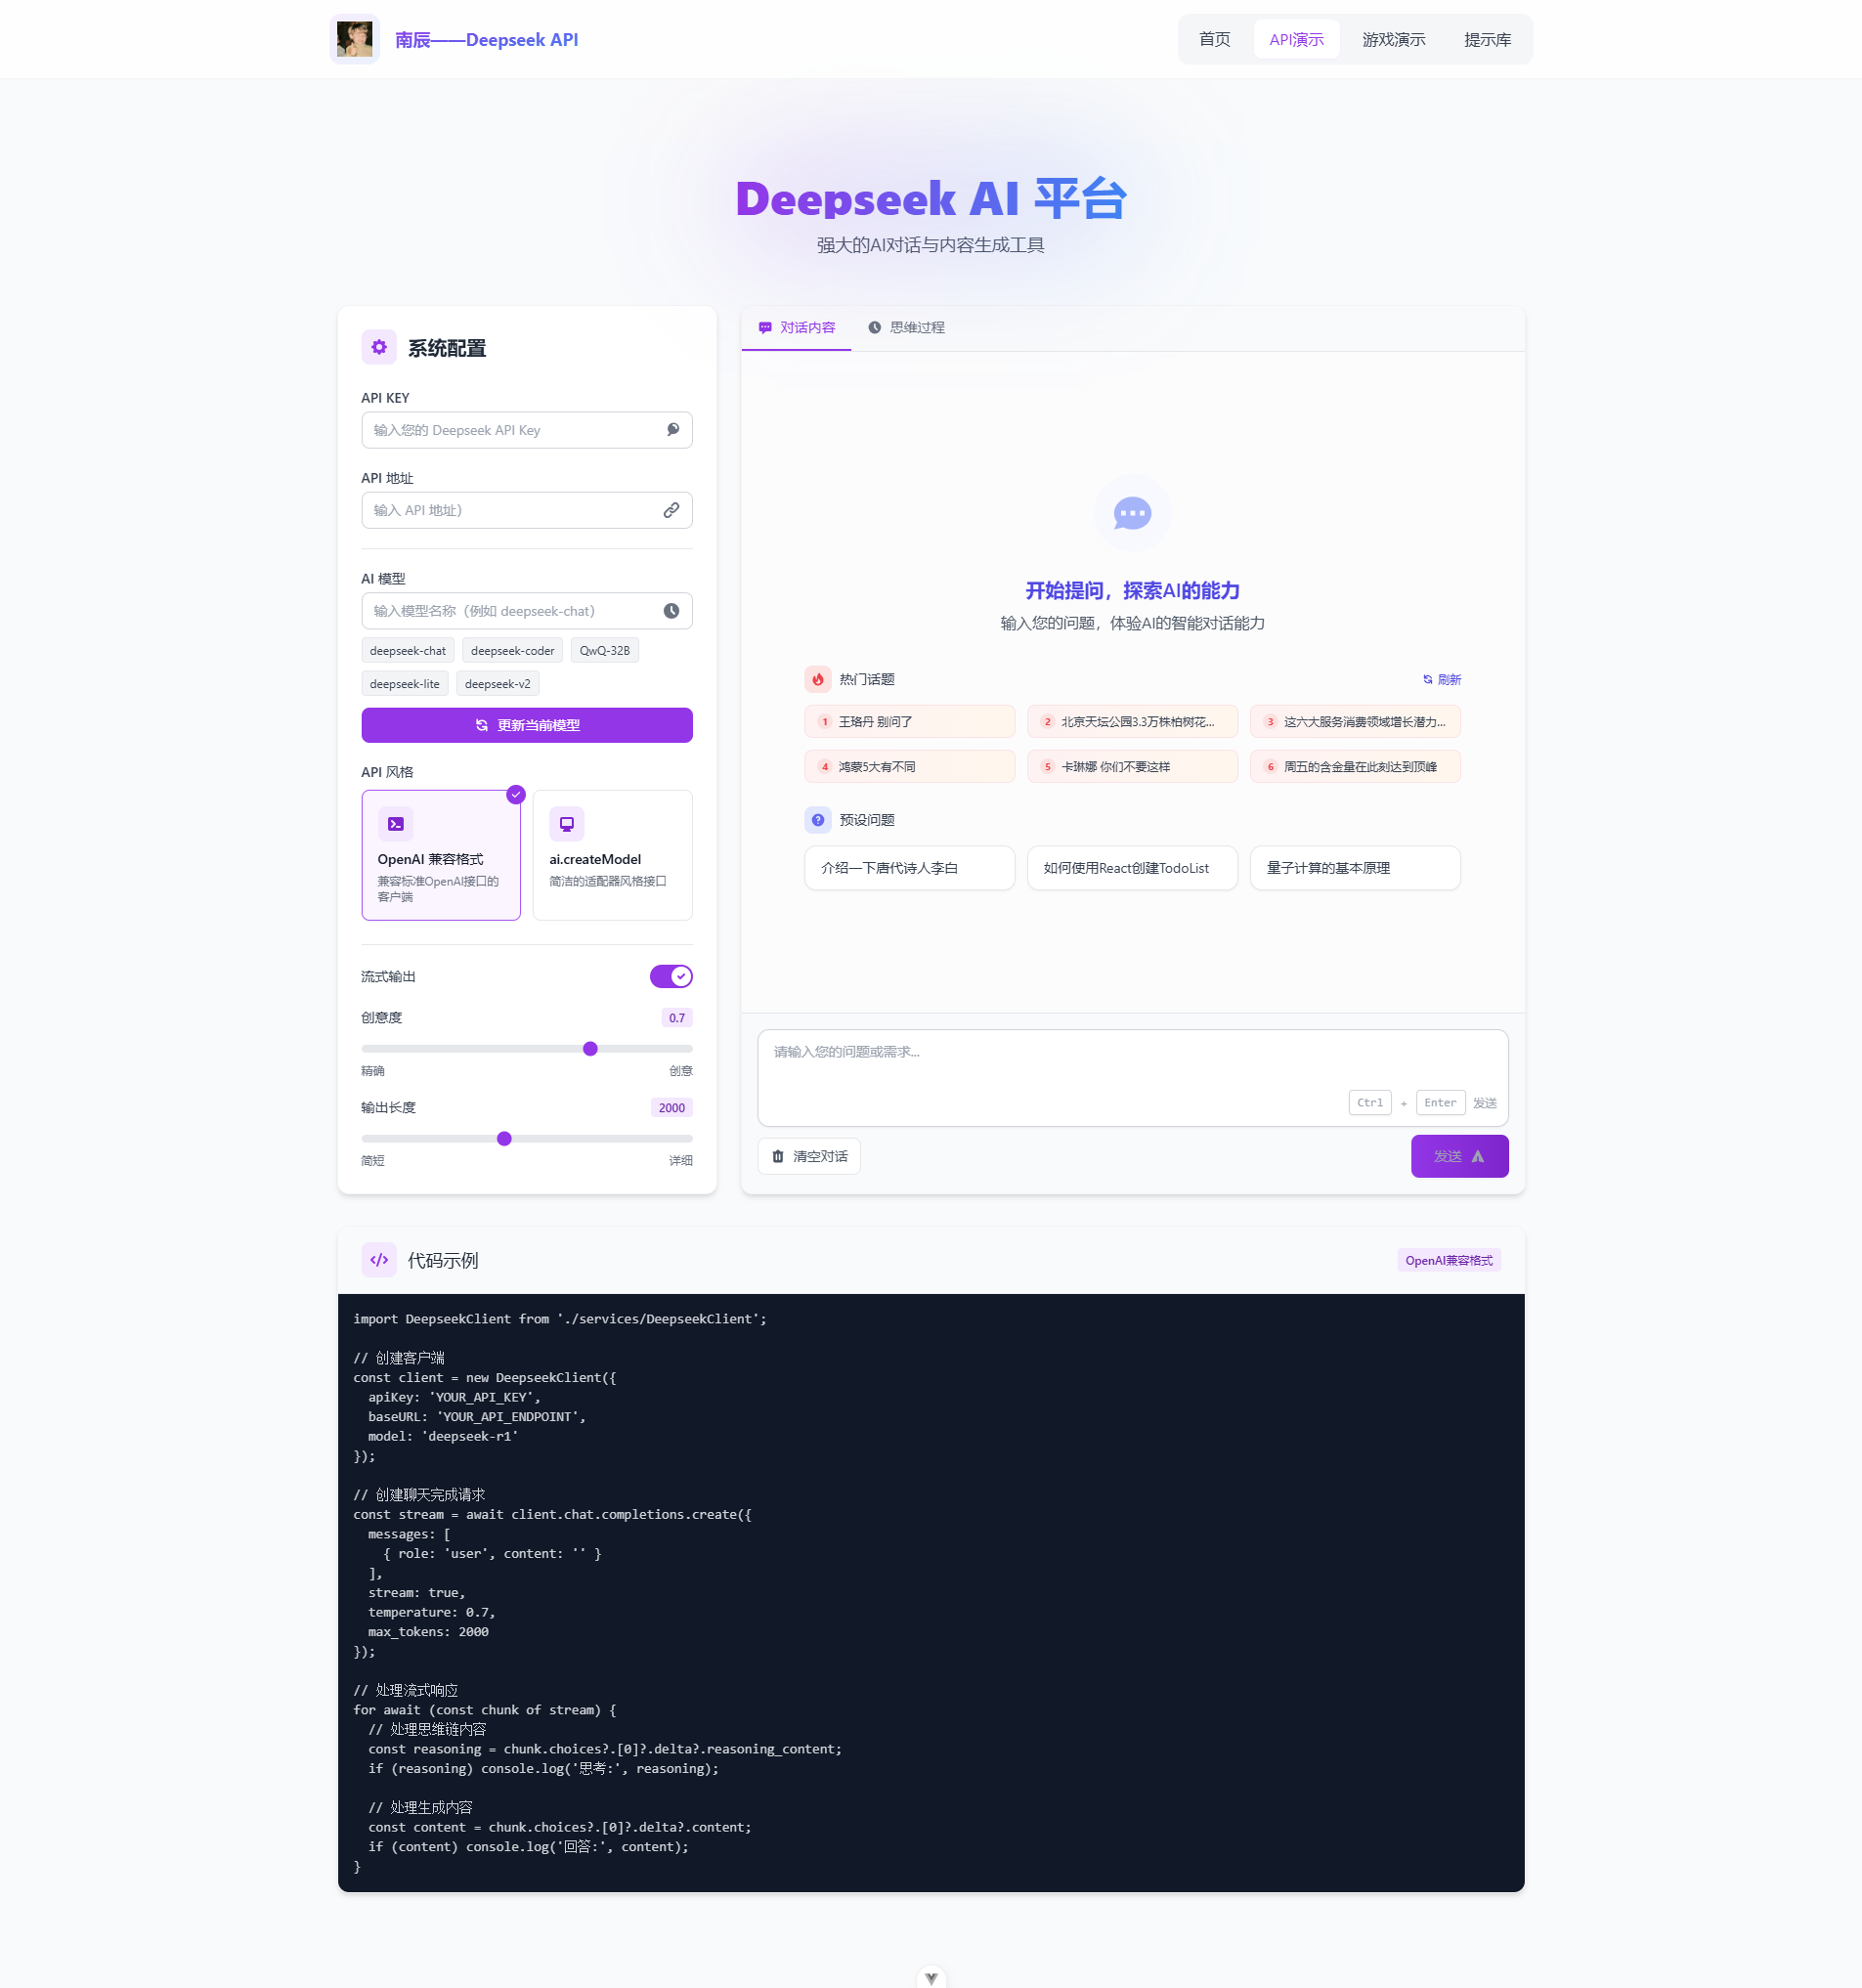 南辰——Deepseek API
首页
API演示
游戏演示
提示库
Deepseek AI 平台
强大的AI对话与内容生成工具
系统配置
API KEY
输入您的 Deepseek API Key
API 地址
输入 API 地址）
AI 模型
输入模型名称（例如 deepseek-chat）
deepseek-chat
deepseek-coder
QwQ-32B
deepseek-lite
deepseek-v2
更新当前模型
API 风格
OpenAI 兼容格式
兼容标准OpenAI接口的
客户端
ai.createModel
简洁的适配器风格接口
流式输出
创意度
0.7
精确
创意
输出长度
2000
简短
详细
对话内容
思维过程
开始提问，探索AI的能力
输入您的问题，体验AI的智能对话能力
热门话题
刷新
1 王珞丹 别问了
2 北京天坛公园3.3万株柏树花...
3 这六大服务消费领域增长潜力...
4 鸿蒙5大有不同
5 卡琳娜 你们不要这样
6 周五的含金量在此刻达到顶峰
预设问题
介绍一下唐代诗人李白
如何使用React创建TodoList
量子计算的基本原理
请输入您的问题或需求...
Ctrl + Enter 发送
清空对话
发送
代码示例
OpenAI兼容格式
import DeepseekClient from './services/DeepseekClient';
// 创建客户端
const client = new DeepseekClient({
apiKey: 'YOUR_API_KEY',
baseURL: 'YOUR_API_ENDPOINT',
model: 'deepseek-r1'
});
// 创建聊天完成请求
const stream = await client.chat.completions.create({
messages: [
{ role: 'user', content: '' }
],
stream: true,
temperature: 0.7,
max_tokens: 2000
});
// 处理流式响应
for await (const chunk of stream) {
// 处理思维链内容
const reasoning = chunk.choices?.[0]?.delta?.reasoning_content;
if (reasoning) console.log('思考:', reasoning);
// 处理生成内容
const content = chunk.choices?.[0]?.delta?.content;
if (content) console.log('回答:', content);
}